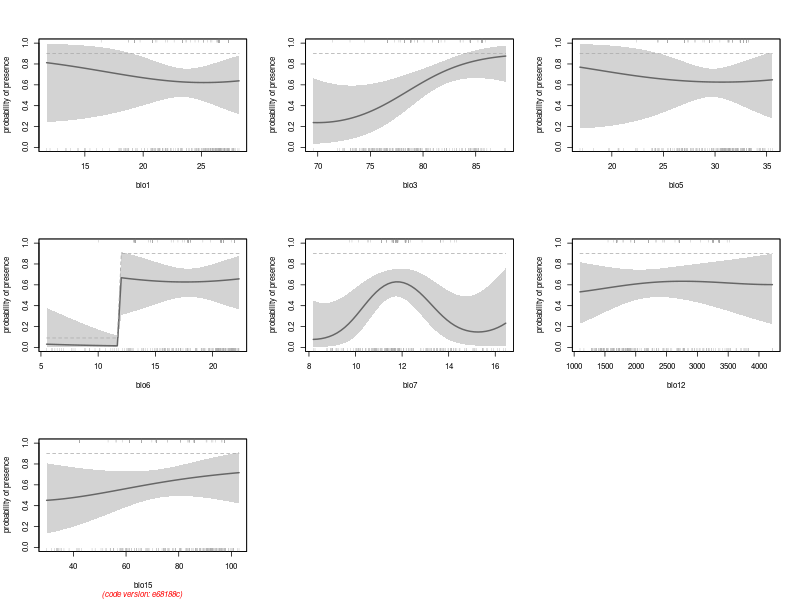 probability of presence
0.0 0.2 0.4 0.6 0.8 1.0
15 20 25
bio1
probability of presence
0.0 0.2 0.4 0.6 0.8 1.0
70 75 80 85
bio3
probability of presence
0.0 0.2 0.4 0.6 0.8 1.0
20 25 30 35
bio5
probability of presence
0.0 0.2 0.4 0.6 0.8 1.0
5 10 15 20
bio6
probability of presence
0.0 0.2 0.4 0.6 0.8 1.0
8 10 12 14 16
bio7
probability of presence
0.0 0.2 0.4 0.6 0.8 1.0
1000 1500 2000 2500 3000 3500 4000
bio12
probability of presence
0.0 0.2 0.4 0.6 0.8 1.0
40 60 80 100
bio15
(code version: e68188c)